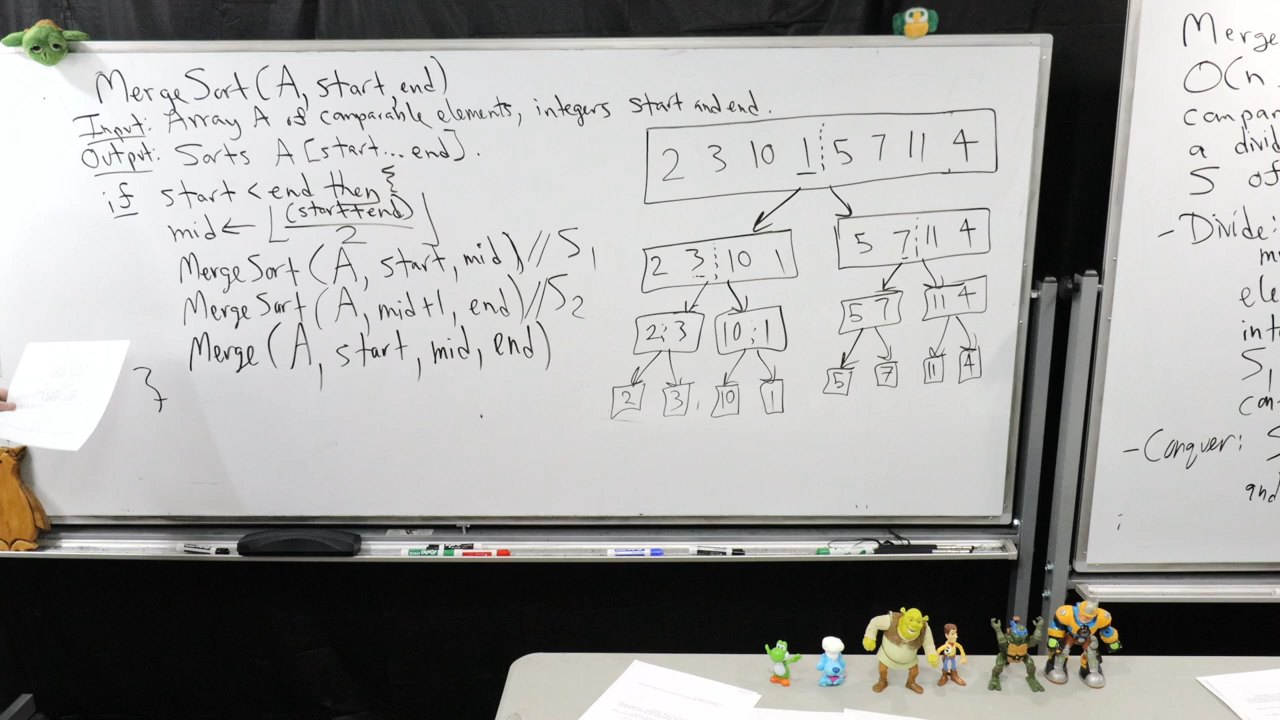 MergeSort(A, start, end)
Input: Array A of comparable elements, integers start and end.
Output: Sorts A[start...end].
if start < end then {
mid ← ⌊(start+end)/2⌋
MergeSort(A, start, mid) // S1
MergeSort(A, mid+1, end) // S2
Merge(A, start, mid, end)
}
2 3 10 1 5 7 11 4
2 3 10 1
5 7 11 4
2 3
10 1
5 7
11 4
2
3
10
1
5
7
11
4
Merge
O(n
compar
a divid
S of
- Divide:
m
ele
int
S1
con
- Conquer: S
and